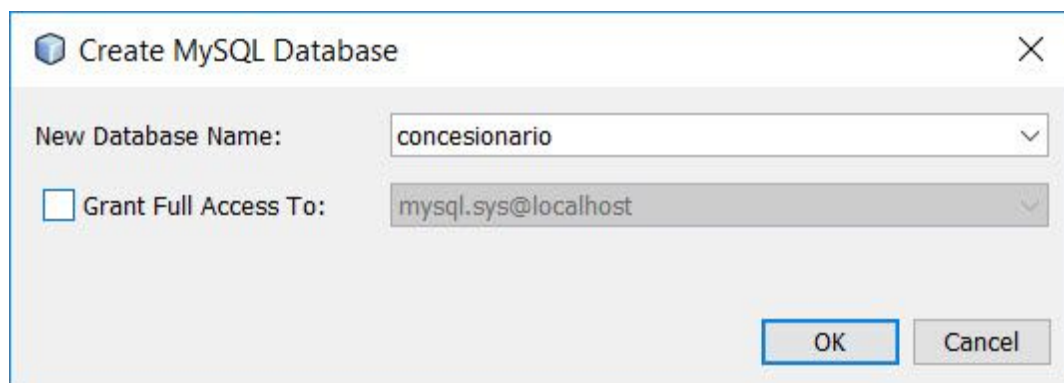 Create MySQL Database
New Database Name: concesionario
Grant Full Access To: mysql.sys@localhost
OK Cancel